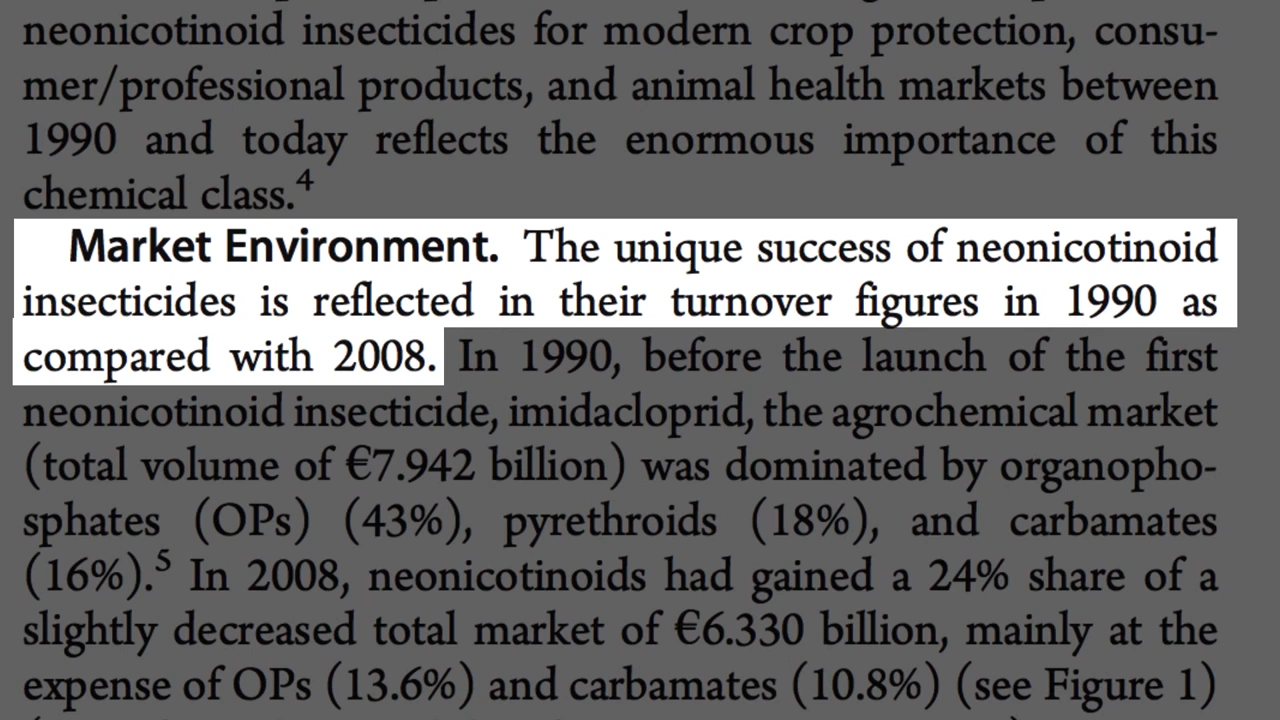 neonicotinoid insecticides for modern crop protection, consu-
mer/professional products, and animal health markets between
1990 and today reflects the enormous importance of this
chemical class.4
Market Environment. The unique success of neonicotinoid
insecticides is reflected in their turnover figures in 1990 as
compared with 2008. In 1990, before the launch of the first
neonicotinoid insecticide, imidacloprid, the agrochemical market
(total volume of €7.942 billion) was dominated by organopho-
sphates (OPs) (43%), pyrethroids (18%), and carbamates
(16%).5 In 2008, neonicotinoids had gained a 24% share of a
slightly decreased total market of €6.330 billion, mainly at the
expense of OPs (13.6%) and carbamates (10.8%) (see Figure 1)